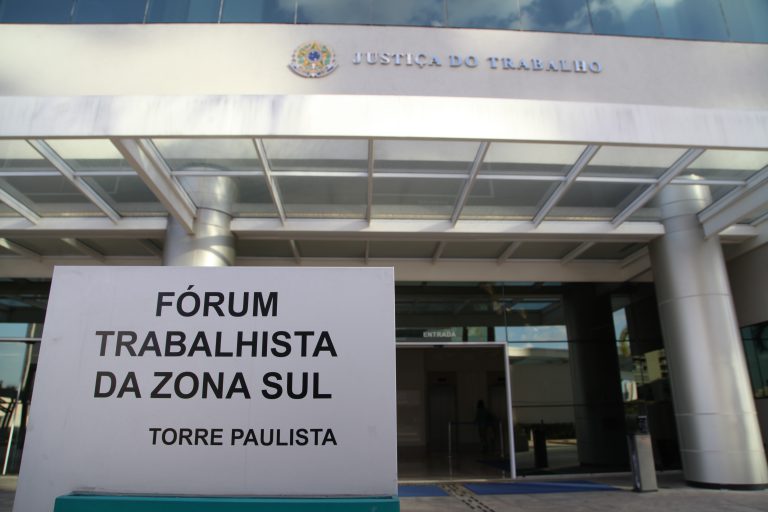 JUSTIÇA DO TRABALHO
ENTRADA
FÓRUM
TRABALHISTA
DA ZONA SUL
TORRE PAULISTA